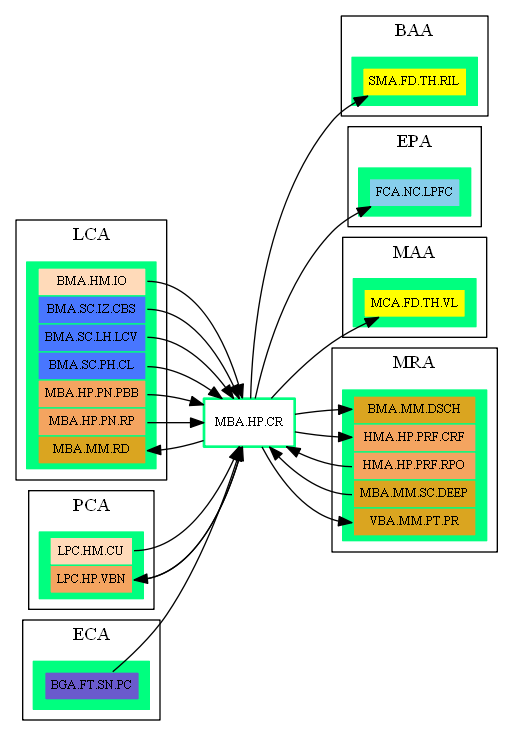 BAA
SMA.FD.TH.RIL
EPA
FCA.NC.LPFC
MAA
MCA.FD.TH.VL
LCA
BMA.HM.IO
BMA.SC.IZ.CBS
BMA.SC.LH.LCV
BMA.SC.PH.CL
MBA.HP.PN.PBB
MBA.HP.PN.RP
MBA.MM.RD
MBA.HP.CR
MRA
BMA.MM.DSCH
HMA.HP.PRF.CRF
HMA.HP.PRF.RPO
MBA.MM.SC.DEEP
VBA.MM.PT.PR
PCA
LPC.HM.CU
LPC.HP.VBN
ECA
BGA.FT.SN.PC